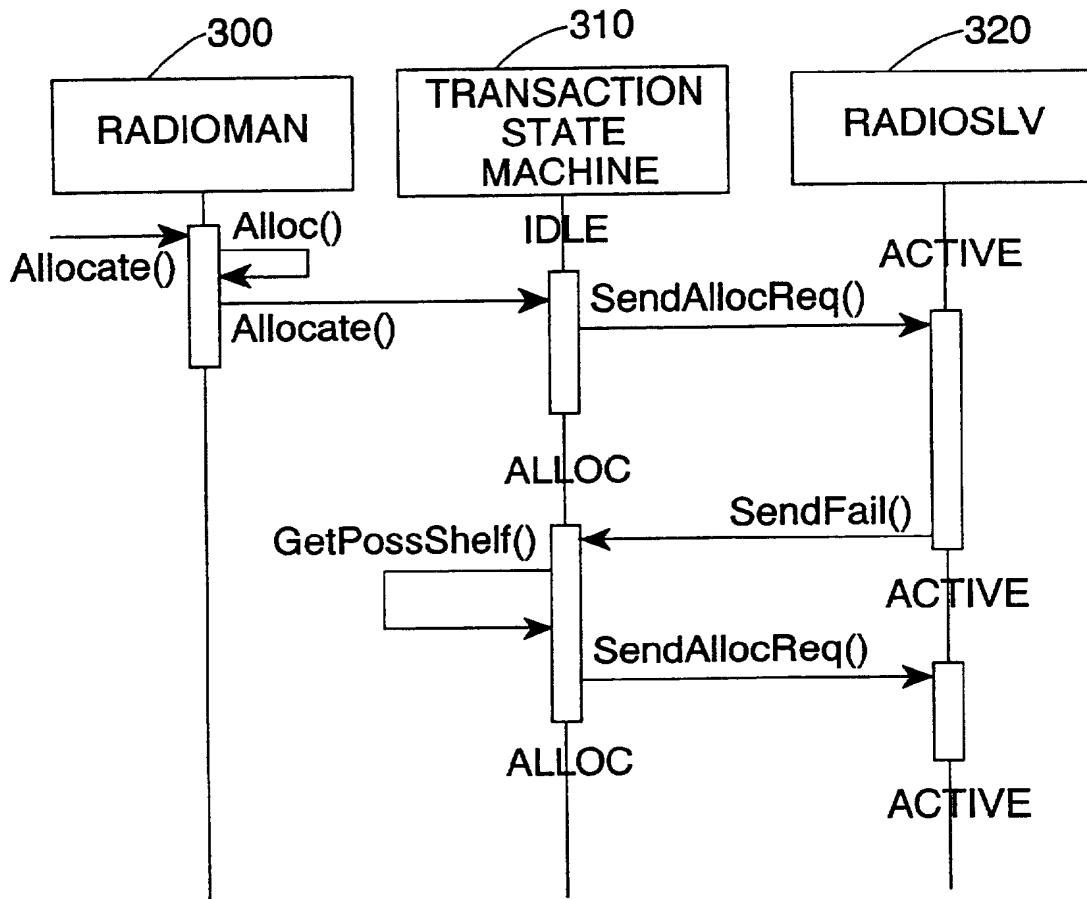 300
310
320
RADIOMAN
TRANSACTION
STATE
MACHINE
RADIOSLV
Alloc()
IDLE
Allocate()
ACTIVE
SendAllocReq()
Allocate()
ALLOC
SendFail()
GetPossShelf()
ACTIVE
SendAllocReq()
ALLOC
ACTIVE